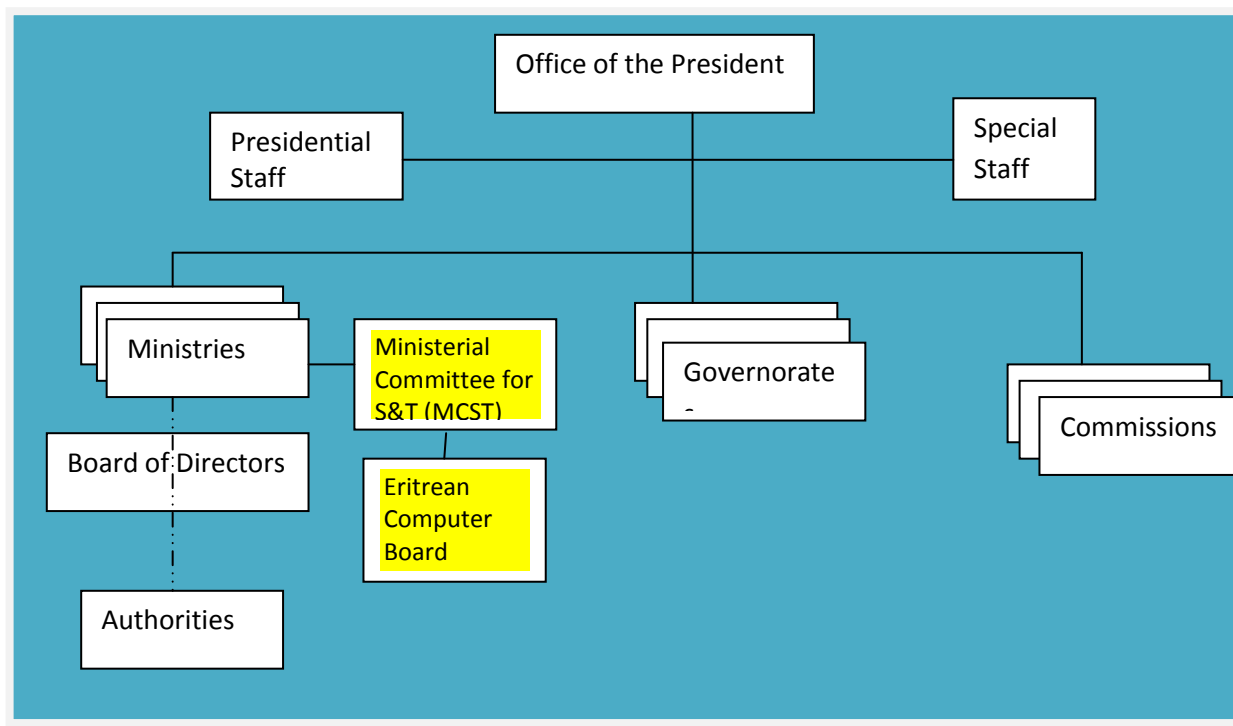 Office of the President
Presidential
Staff
Special
Staff
Ministries
Ministerial
Committee for
S&T (MCST)
Governorate
s
Commissions
Board of Directors
Eritrean
Computer
Board
Authorities